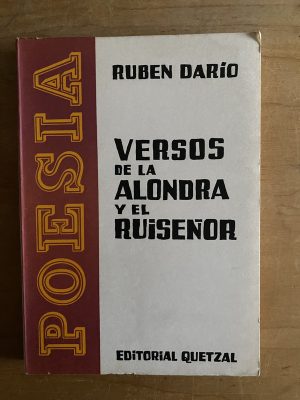 POESIA
RUBEN DARíO
VERSOS
DE LA
ALONDRA
Y EL
RUiSEÑOR
EDiTORiAL QUETZAL